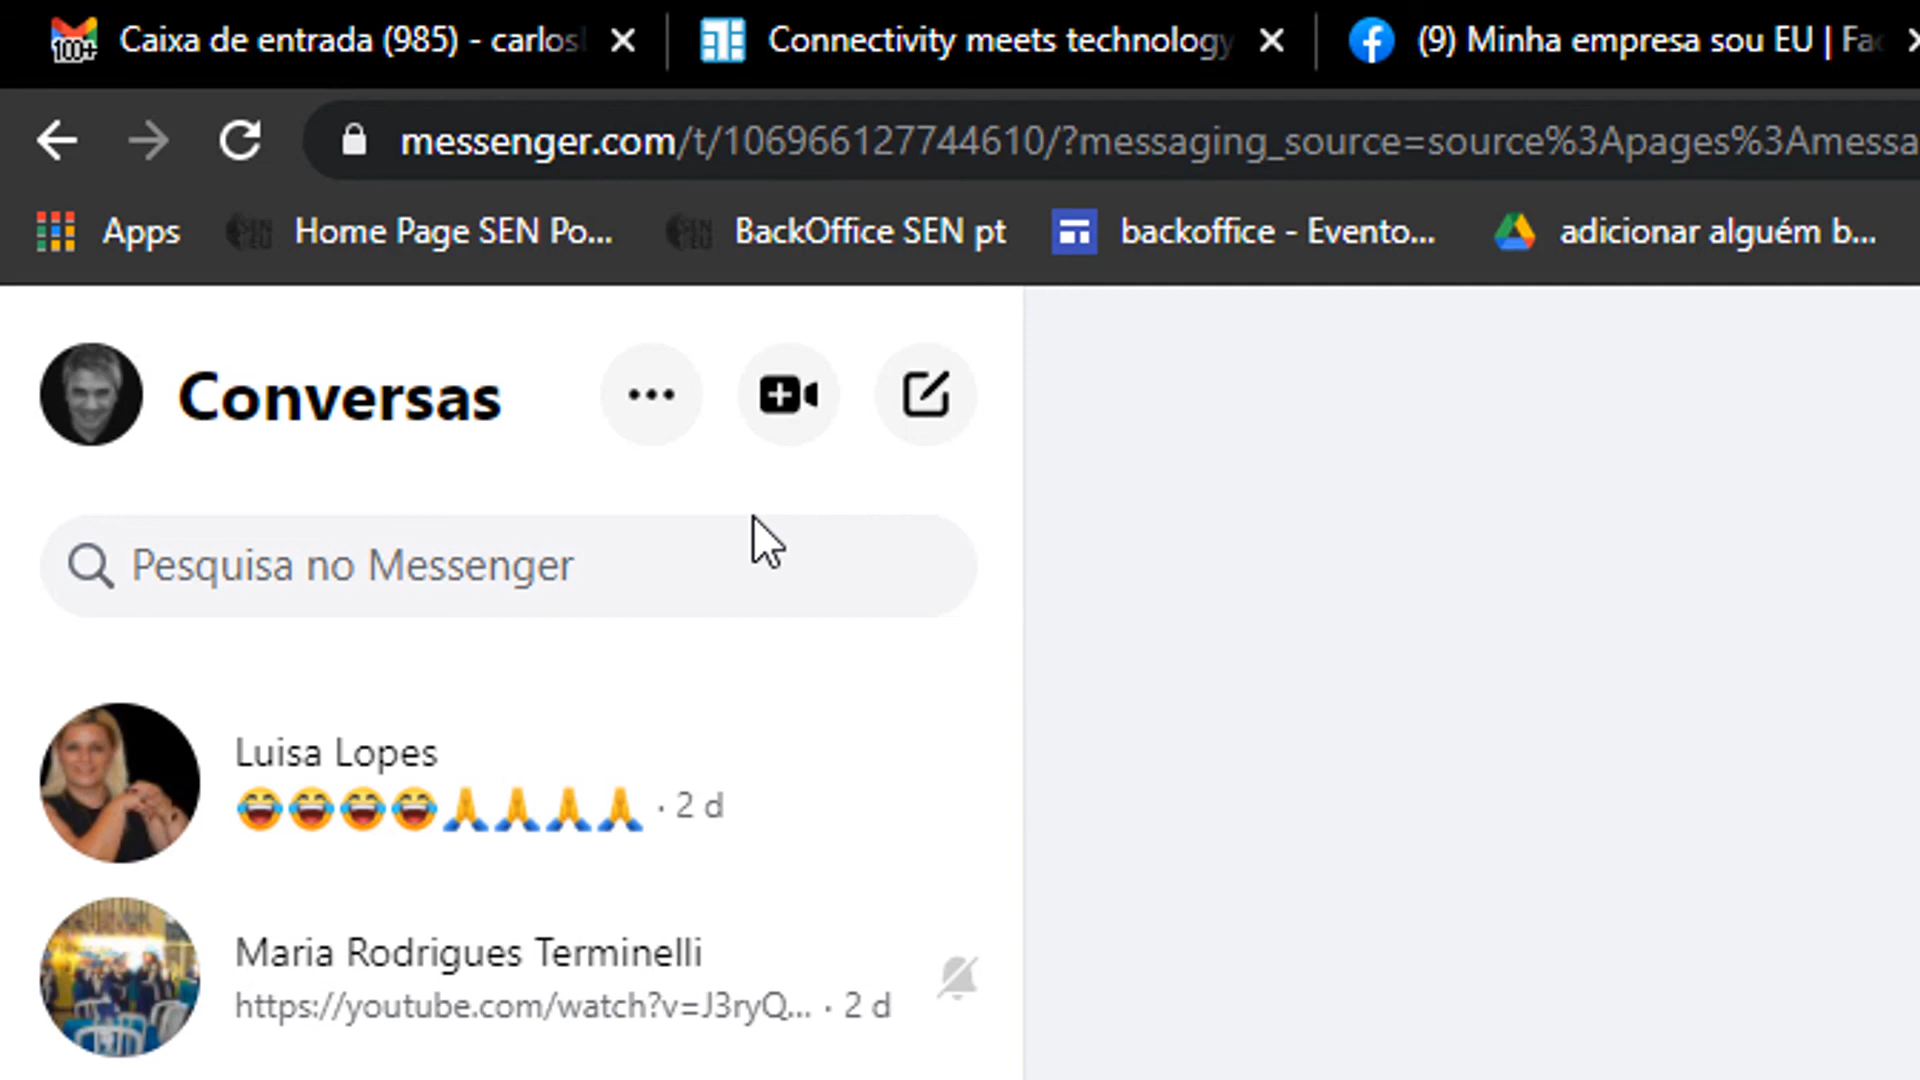 100+ Caixa de entrada (985) - carlos
Connectivity meets technology
(9) Minha empresa sou EU | Fac
messenger.com/t/106966127744610/?messaging_source=source%3Apages%3Amessa
Apps
Home Page SEN Po...
BackOffice SEN pt
backoffice - Evento...
adicionar alguém b...
Conversas
Pesquisa no Messenger
Luisa Lopes
😂😂😂😂🙏🙏🙏🙏 · 2 d
Maria Rodrigues Terminelli
https://youtube.com/watch?v=J3ryQ... · 2 d